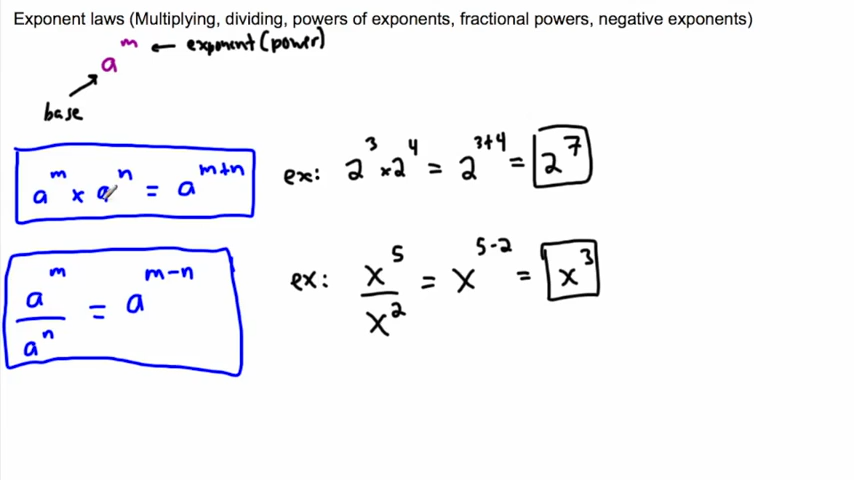 Exponent laws (Multiplying, dividing, powers of exponents, fractional powers, negative exponents)
a^m ← exponent (power)
base
a^m × a^n = a^(m+n)
ex: 2^3 × 2^4 = 2^(3+4) = 2^7
a^m / a^n = a^(m-n)
ex: x^5 / x^2 = x^(5-2) = x^3